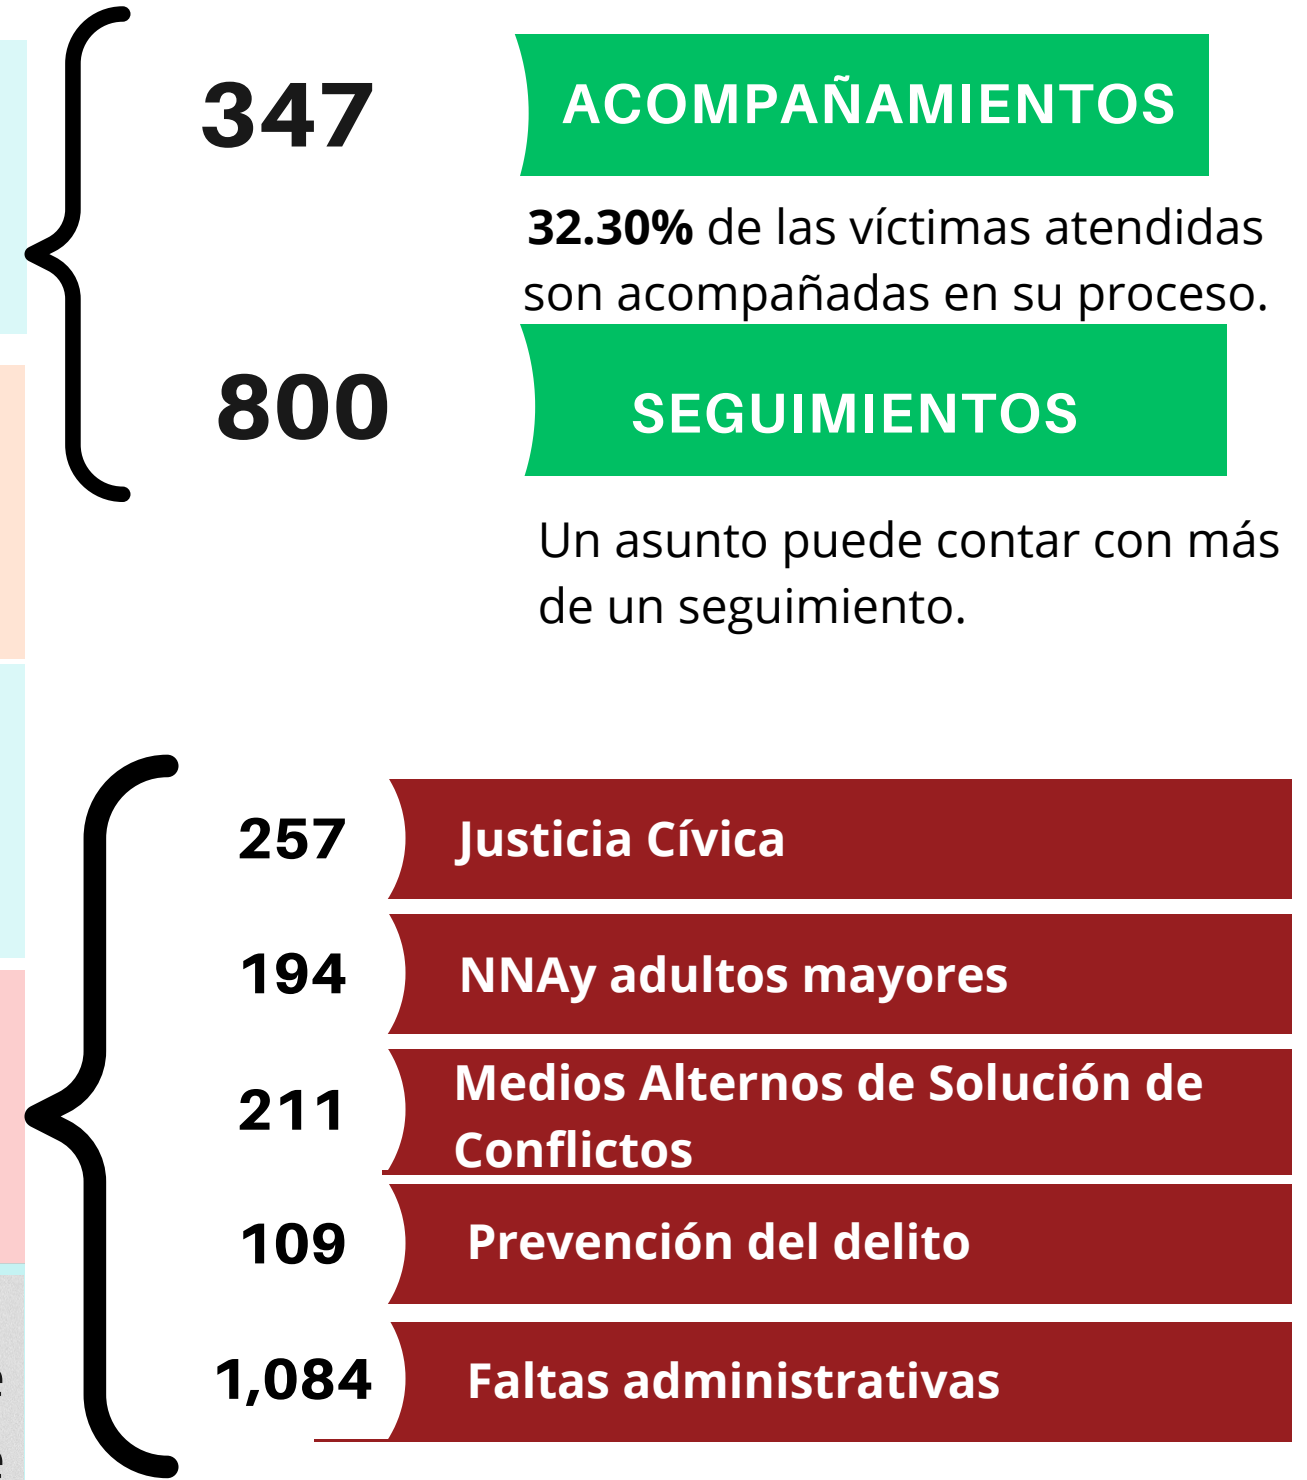 347
ACOMPAÑAMIENTOS
32.30% de las víctimas atendidas
son acompañadas en su proceso.
800
SEGUIMIENTOS
Un asunto puede contar con más
de un seguimiento.
257
Justicia Cívica
194
NNAy adultos mayores
211
Medios Alternos de Solución de
Conflictos
109
Prevención del delito
1,084
Faltas administrativas